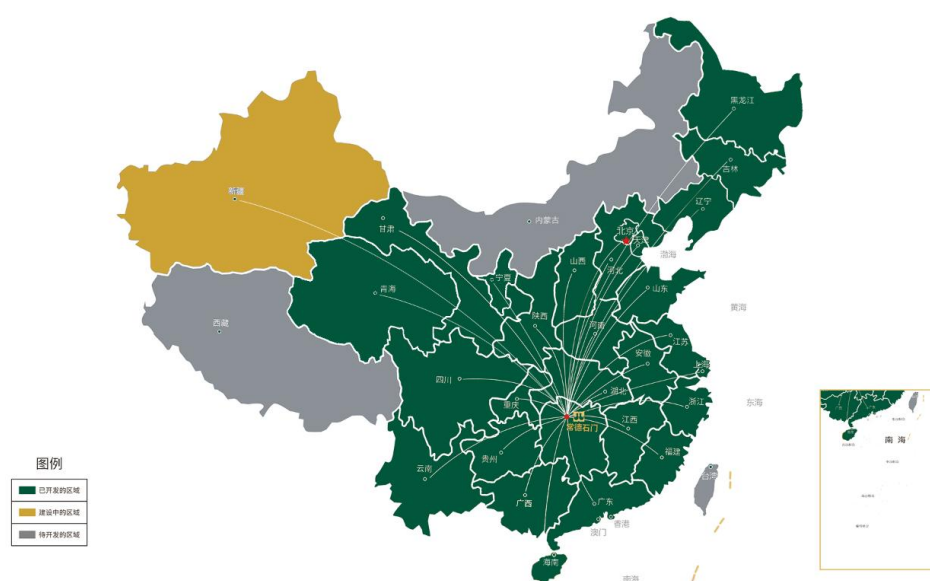 黑龙江
吉林
辽宁
新疆
内蒙古
甘肃
北京
天津
渤海
山西
河北
宁夏
青海
山东
黄海
陕西
河南
西藏
江苏
安徽
上海
四川
湖北
浙江
东海
重庆
常德石门
江西
南海
福建
贵州
云南
台湾
广西
广东
香港
澳门
海南
南海
图例
已开发的区域
建设中的区域
待开发的区域